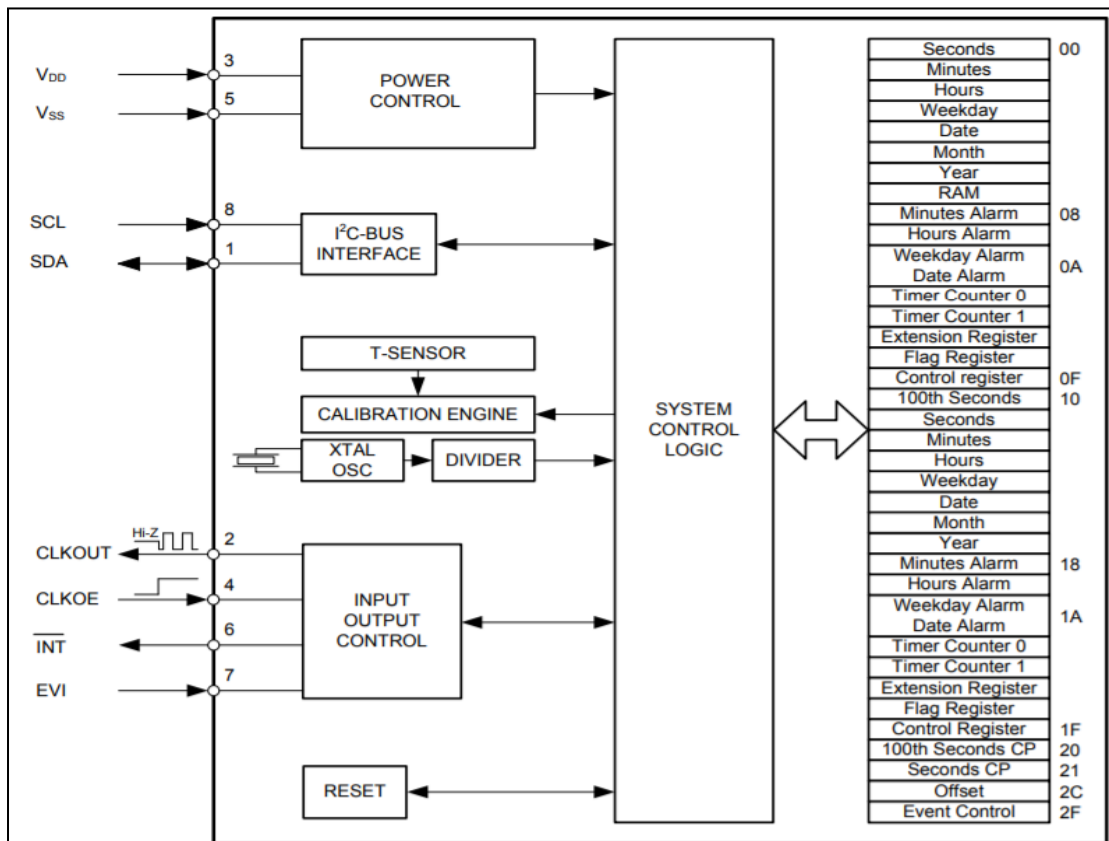 V_DD
3
V_SS
5
POWER
CONTROL
SCL
8
SDA
1
I²C-BUS
INTERFACE
T-SENSOR
CALIBRATION ENGINE
XTAL
OSC
DIVIDER
Hi-Z
CLKOUT
2
CLKOE
4
INT
6
EVI
7
INPUT
OUTPUT
CONTROL
RESET
SYSTEM
CONTROL
LOGIC
Seconds 00
Minutes
Hours
Weekday
Date
Month
Year
RAM
Minutes Alarm 08
Hours Alarm
Weekday Alarm
Date Alarm 0A
Timer Counter 0
Timer Counter 1
Extension Register
Flag Register
Control register 0F
100th Seconds 10
Seconds
Minutes
Hours
Weekday
Date
Month
Year
Minutes Alarm 18
Hours Alarm
Weekday Alarm
Date Alarm 1A
Timer Counter 0
Timer Counter 1
Extension Register
Flag Register
Control Register 1F
100th Seconds CP 20
Seconds CP 21
Offset 2C
Event Control 2F